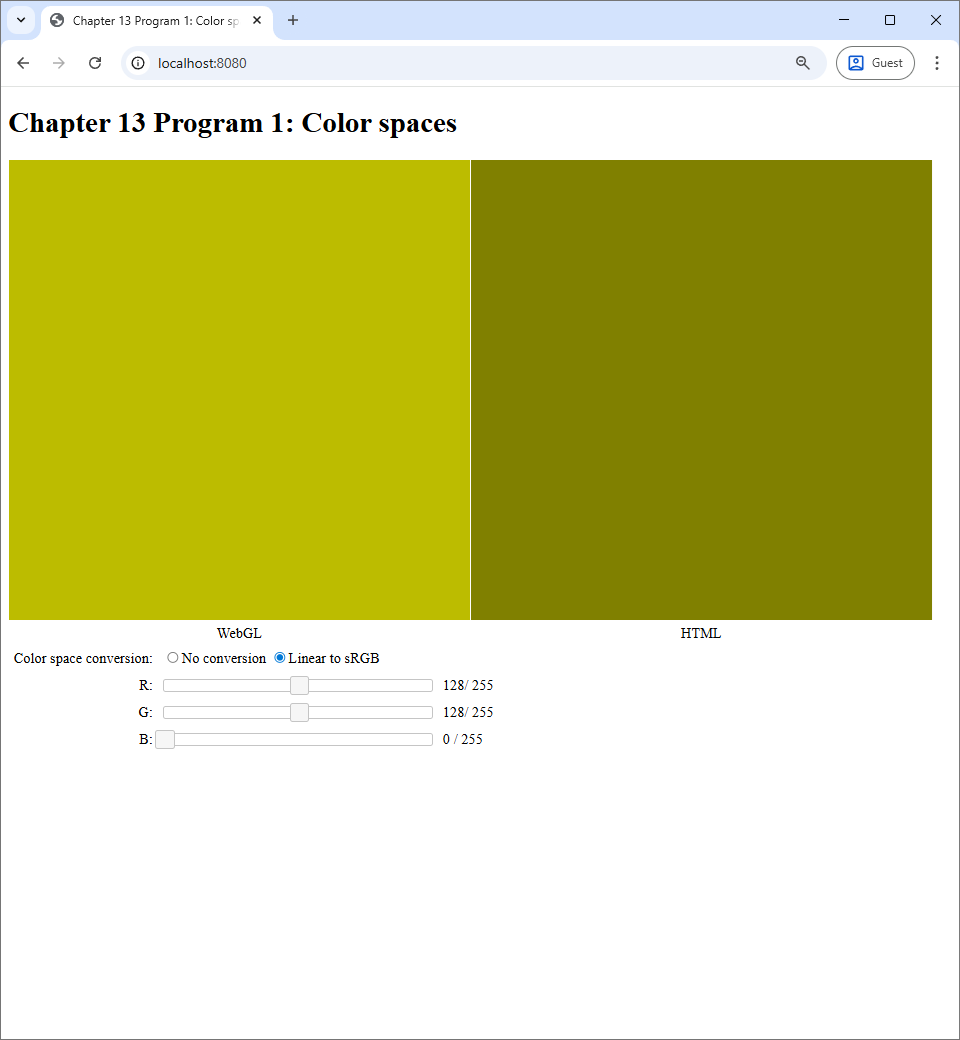 Chapter 13 Program 1: Color sp
localhost:8080
Guest
Chapter 13 Program 1: Color spaces
WebGL HTML
Color space conversion: No conversion Linear to sRGB
R: 128/ 255
G: 128/ 255
B: 0 / 255